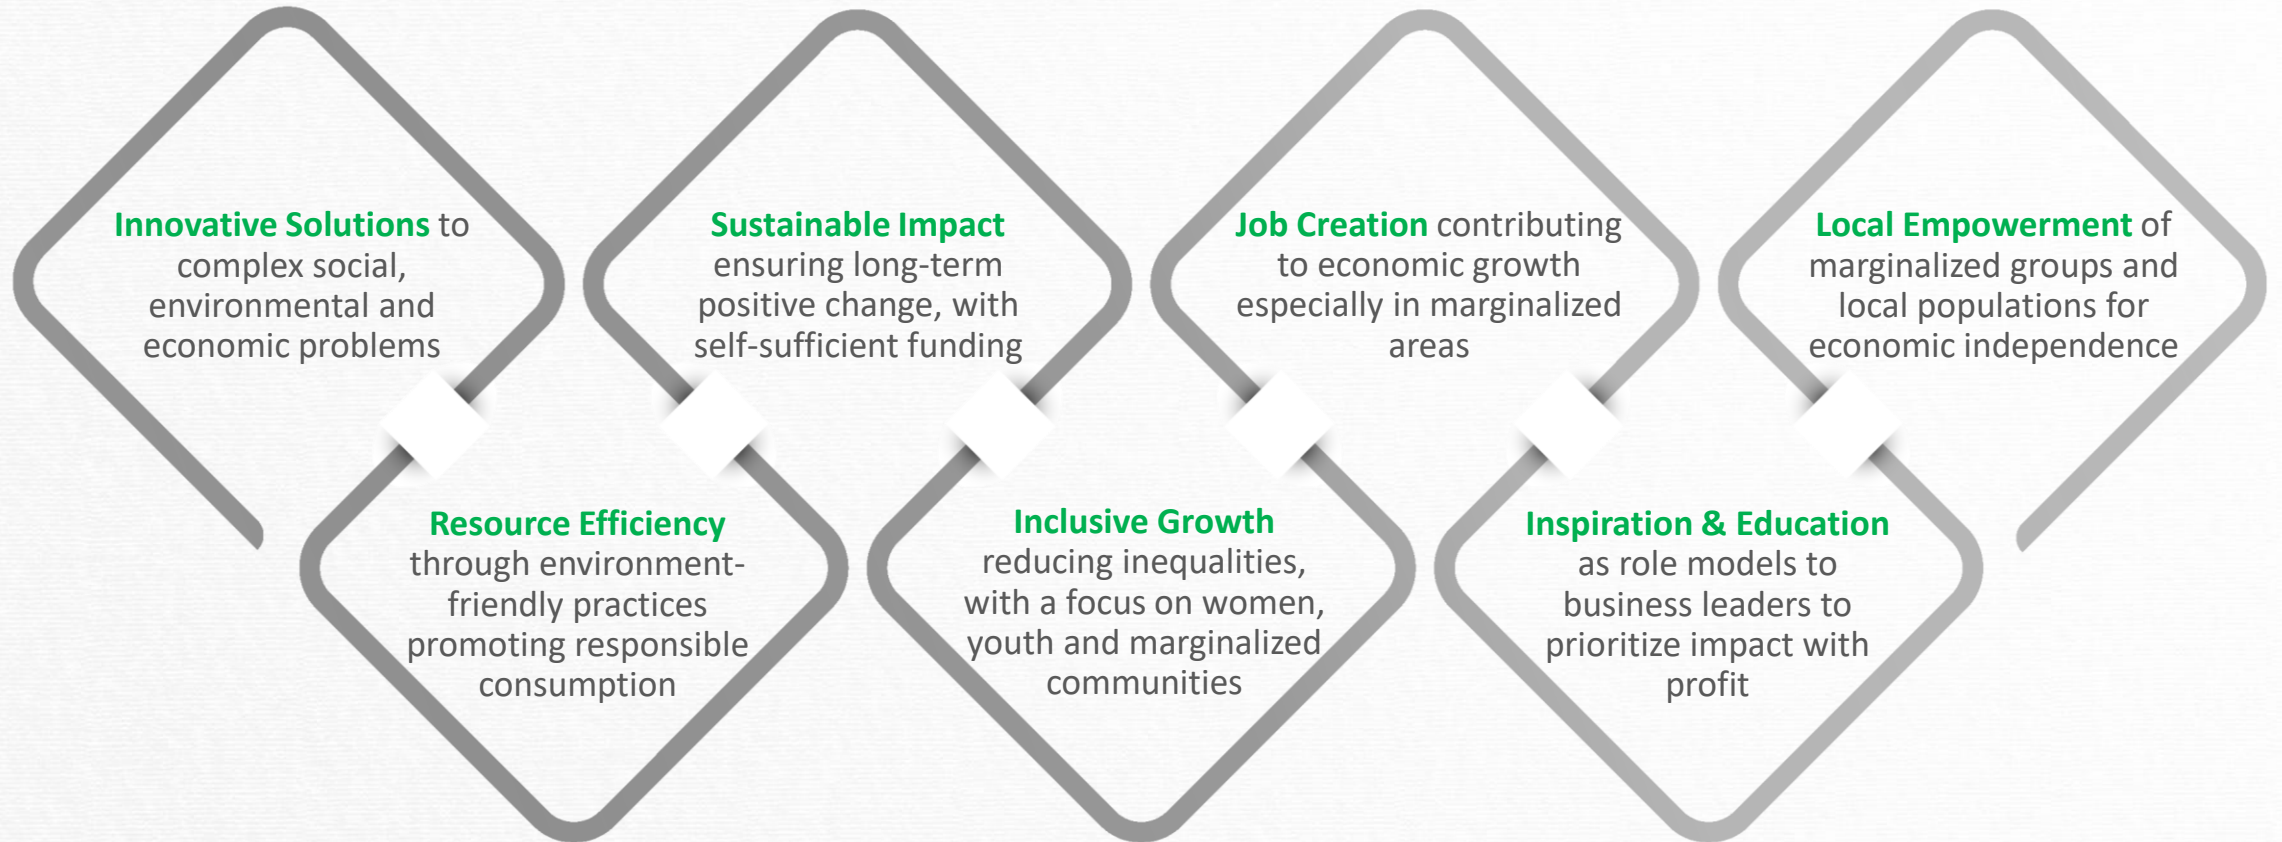 Innovative Solutions to
complex social,
environmental and
economic problems
Resource Efficiency
through environment-
friendly practices
promoting responsible
consumption
Sustainable Impact
ensuring long-term
positive change, with
self-sufficient funding
Inclusive Growth
reducing inequalities,
with a focus on women,
youth and marginalized
communities
Job Creation contributing
to economic growth
especially in marginalized
areas
Inspiration & Education
as role models to
business leaders to
prioritize impact with
profit
Local Empowerment of
marginalized groups and
local populations for
economic independence